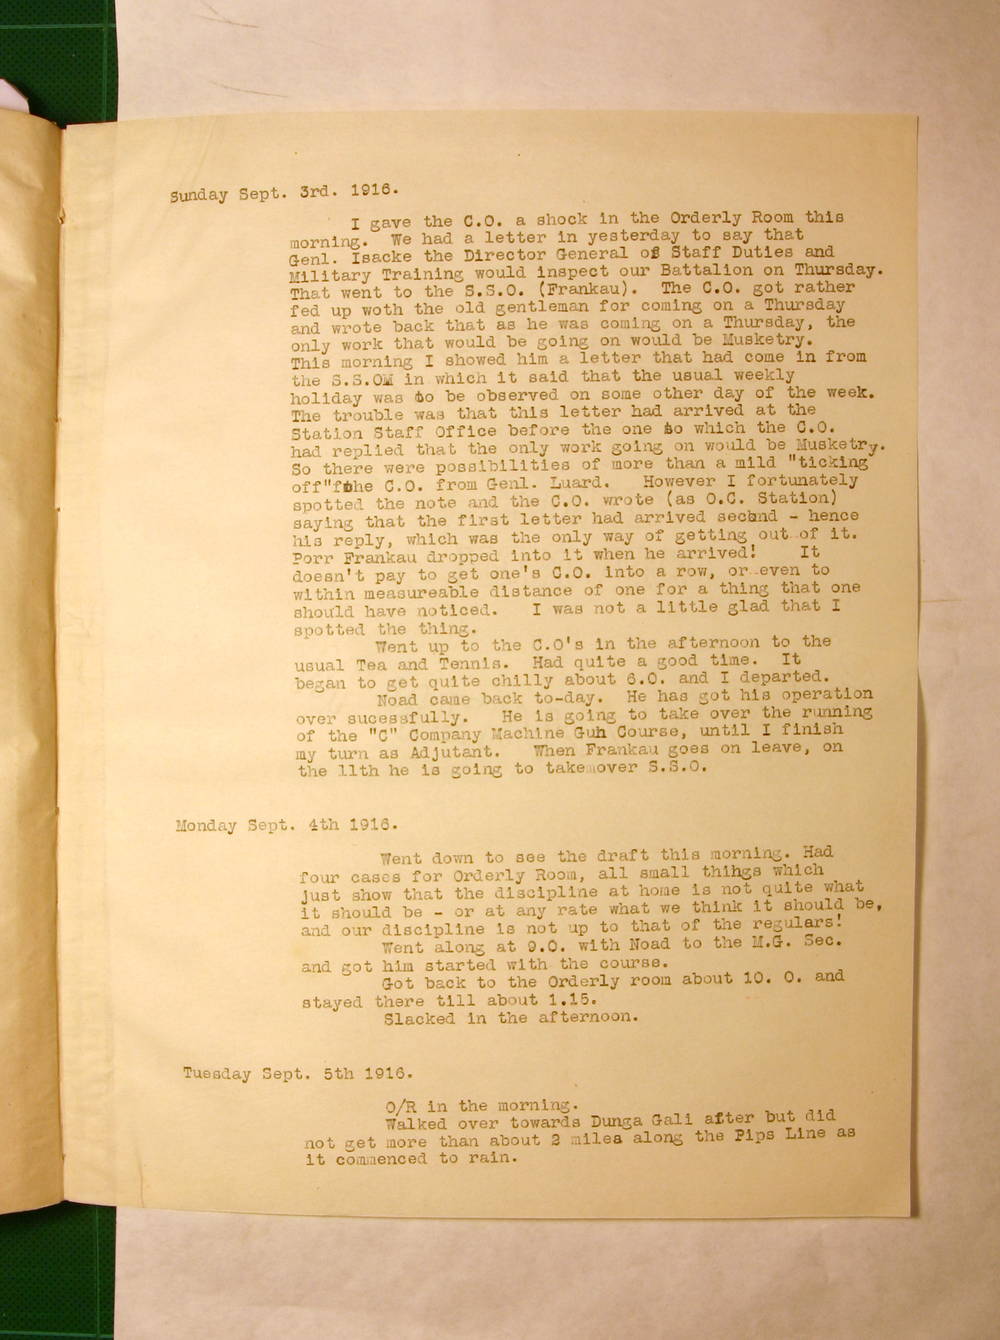 Sunday Sept. 3rd. 1916.
I gave the C.O. a shock in the Orderly Room this
morning. We had a letter in yesterday to say that
Genl. Isacke the Director General of Staff Duties and
Military Training would inspect our Battalion on Thursday.
That went to the S.S.O. (Frankau). The C.O. got rather
fed up woth the old gentleman for coming on a Thursday
and wrote back that as he was coming on a Thursday, the
only work that would be going on would be Musketry.
This morning I showed him a letter that had come in from
the S.S.OM in which it said that the usual weekly
holiday was to be observed on some other day of the week.
The trouble was that this letter had arrived at the
Station Staff Office before the one to which the C.O.
had replied that the only work going on would be Musketry.
So there were possibilities of more than a mild "ticking
off"fthe C.O. from Genl. Luard. However I fortunately
spotted the note and the C.O. wrote (as O.C. Station)
saying that the first letter had arrived second - hence
his reply, which was the only way of getting out of it.
Porr Frankau dropped into it when he arrived! It
doesn't pay to get one's C.O. into a row, or even to
within measureable distance of one for a thing that one
should have noticed. I was not a little glad that I
spotted the thing.
Went up to the C.O's in the afternoon to the
usual Tea and Tennis. Had quite a good time. It
began to get quite chilly about 6.0. and I departed.
Noad came back to-day. He has got his operation
over sucessfully. He is going to take over the running
of the "C" Company Machine Guh Course, until I finish
my turn as Adjutant. When Frankau goes on leave, on
the 11th he is going to take over S.S.O.
Monday Sept. 4th 1916.
Went down to see the draft this morning. Had
four cases for Orderly Room, all small thihgs which
just show that the discipline at home is not quite what
it should be - or at any rate what we think it should be,
and our discipline is not up to that of the regulars!
Went along at 9.0. with Noad to the M.G. Sec.
and got him started with the course.
Got back to the Orderly room about 10. 0. and
stayed there till about 1.15.
Slacked in the afternoon.
Tuesday Sept. 5th 1916.
O/R in the morning.
Walked over towards Dunga Gali after but did
not get more than about 2 miles along the Pips Line as
it commenced to rain.